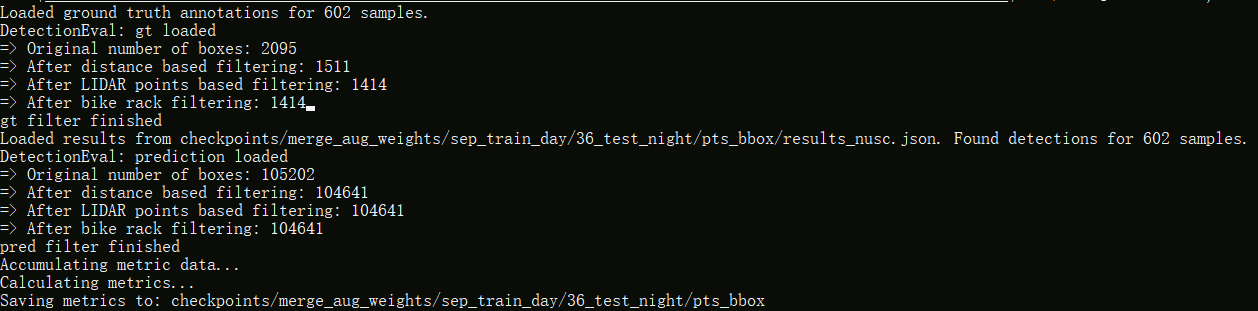 Loaded ground truth annotations for 602 samples.
DetectionEval: gt loaded
=> Original number of boxes: 2095
=> After distance based filtering: 1511
=> After LIDAR points based filtering: 1414
=> After bike rack filtering: 1414
gt filter finished
Loaded results from checkpoints/merge_aug_weights/sep_train_day/36_test_night/pts_bbox/results_nusc.json. Found detections for 602 samples.
DetectionEval: prediction loaded
=> Original number of boxes: 105202
=> After distance based filtering: 104641
=> After LIDAR points based filtering: 104641
=> After bike rack filtering: 104641
pred filter finished
Accumulating metric data...
Calculating metrics...
Saving metrics to: checkpoints/merge_aug_weights/sep_train_day/36_test_night/pts_bbox